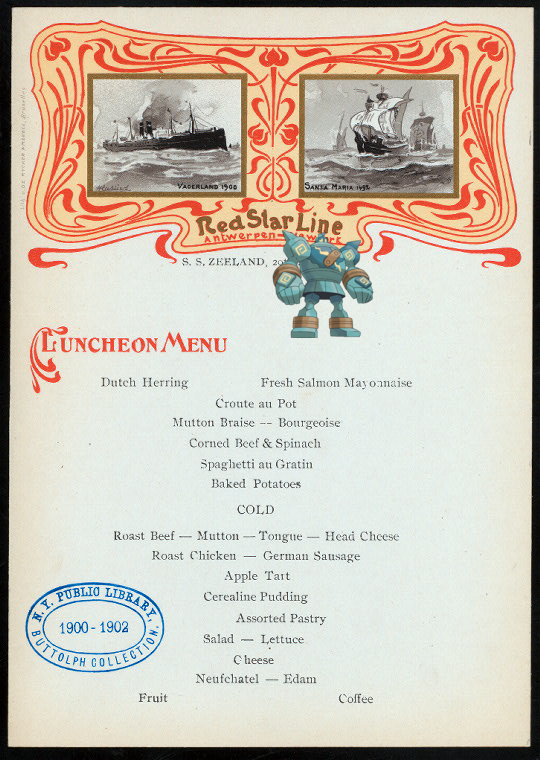 VADERLAND 1900
SANTA MARIA 1492
Red Star Line
Antwerpen
S. S. ZEELAND,
LUNCHEON MENU
Dutch Herring Fresh Salmon Mayonnaise
Croute au Pot
Mutton Braise -- Bourgeoise
Corned Beef & Spinach
Spaghetti au Gratin
Baked Potatoes
COLD
Roast Beef — Mutton — Tongue — Head Cheese
Roast Chicken — German Sausage
Apple Tart
Cerealine Pudding
Assorted Pastry
Salad — Lettuce
Cheese
Neufchatel — Edam
Fruit Coffee
N. Y. PUBLIC LIBRARY,
1900 - 1902
BUTTOLPH COLLECTION.